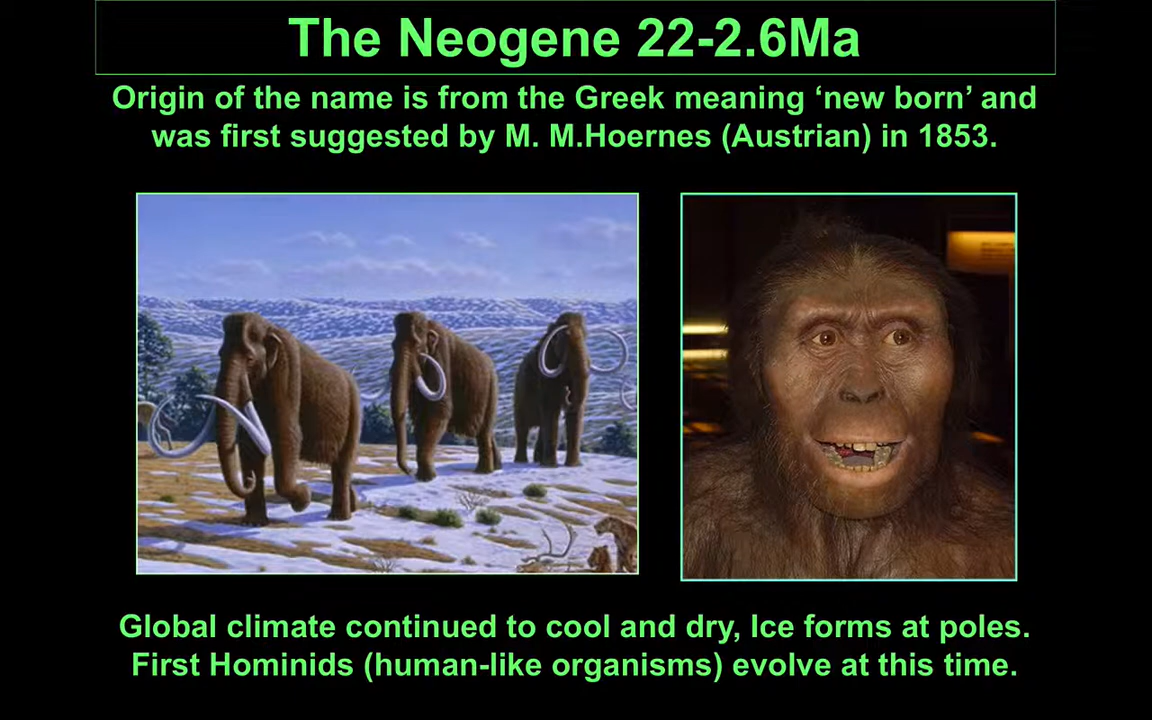 The Neogene 22-2.6Ma
Origin of the name is from the Greek meaning ‘new born’ and
was first suggested by M. M.Hoernes (Austrian) in 1853.
Global climate continued to cool and dry, Ice forms at poles.
First Hominids (human-like organisms) evolve at this time.